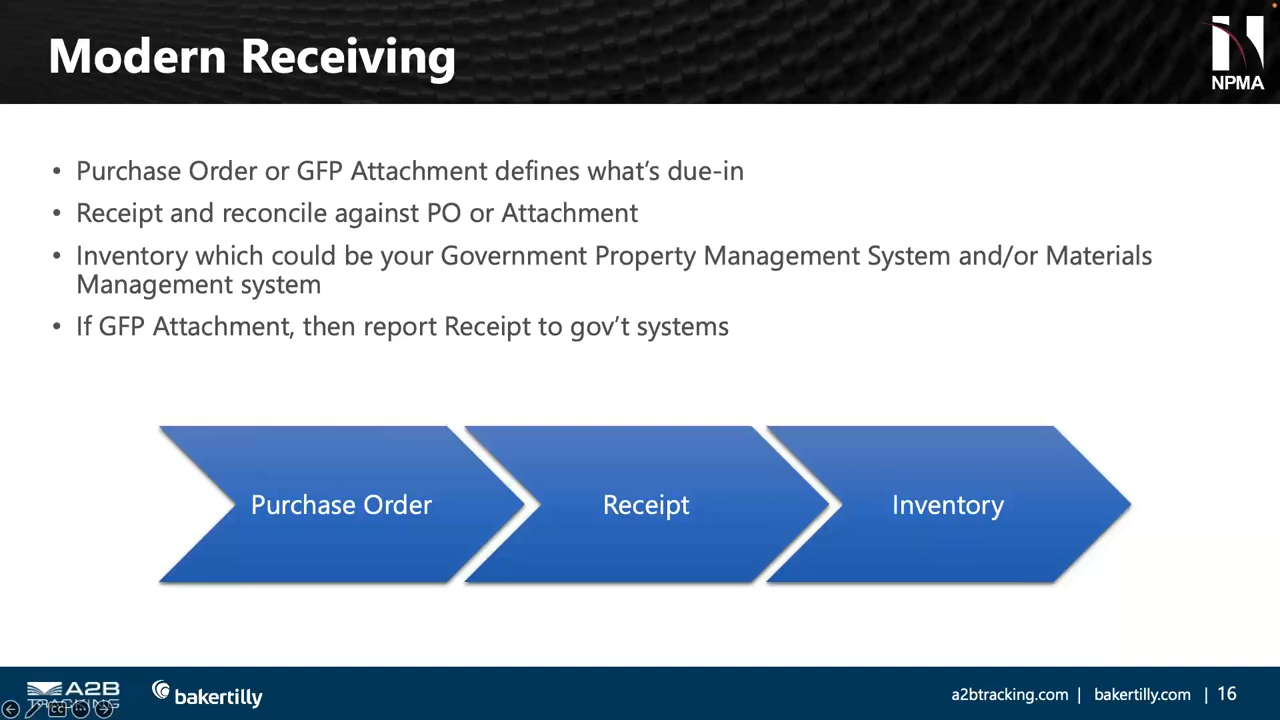 Modern Receiving
NPMA
• Purchase Order or GFP Attachment defines what’s due-in
• Receipt and reconcile against PO or Attachment
• Inventory which could be your Government Property Management System and/or Materials
Management system
• If GFP Attachment, then report Receipt to gov’t systems
Purchase Order
Receipt
Inventory
A2B
TRACKING
bakertilly
a2btracking.com | bakertilly.com | 16